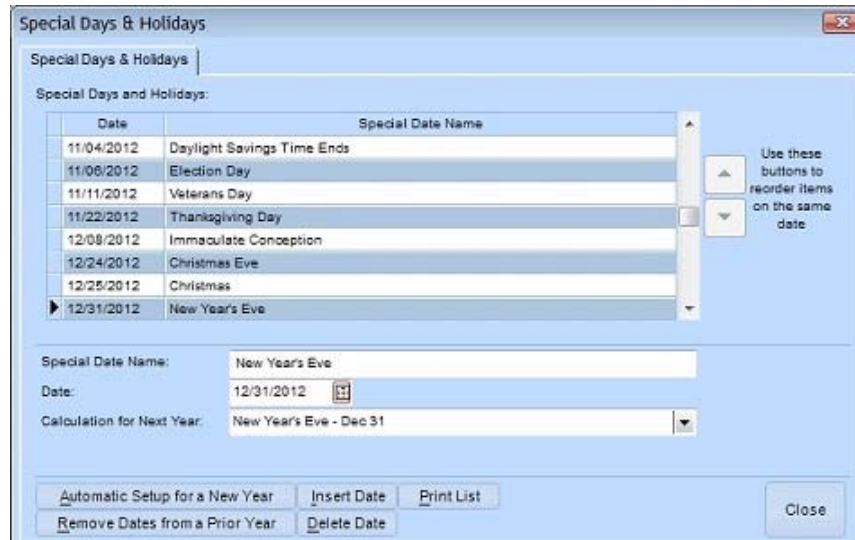 Special Days & Holidays
Special Days & Holidays
Special Days and Holidays:
Date Special Date Name
11/04/2012 Daylight Savings Time Ends
11/06/2012 Election Day
11/11/2012 Veterans Day
11/22/2012 Thanksgiving Day
12/08/2012 Immaculate Conception
12/24/2012 Christmas Eve
12/25/2012 Christmas
12/31/2012 New Year's Eve
Use these
buttons to
reorder items
on the same
date
Special Date Name: New Year's Eve
Date: 12/31/2012
Calculation for Next Year: New Year's Eve - Dec 31
Automatic Setup for a New Year Insert Date Print List
Remove Dates from a Prior Year Delete Date
Close